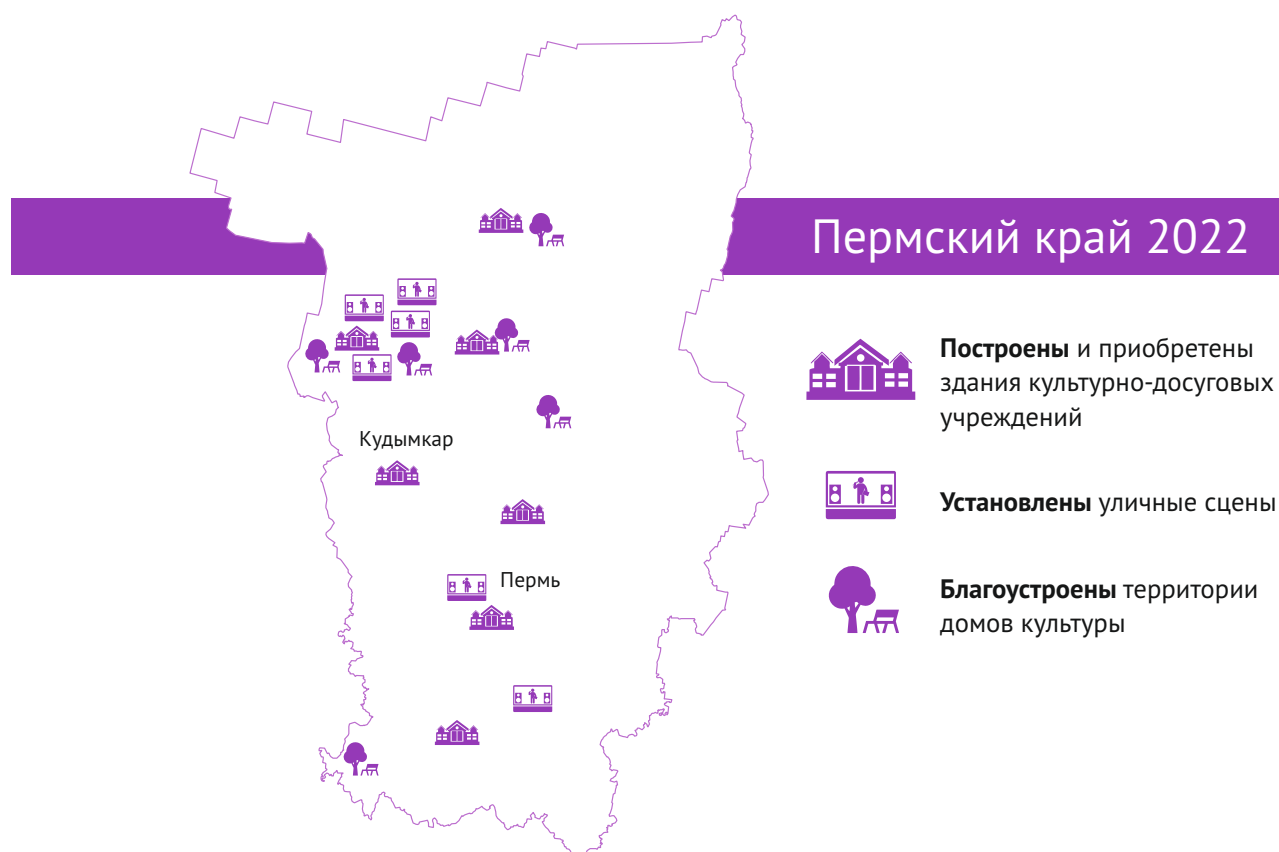 Пермский край 2022
Построены и приобретены
здания культурно-досуговых
учреждений
Кудымкар
Установлены уличные сцены
Пермь
Благоустроены территории
домов культуры